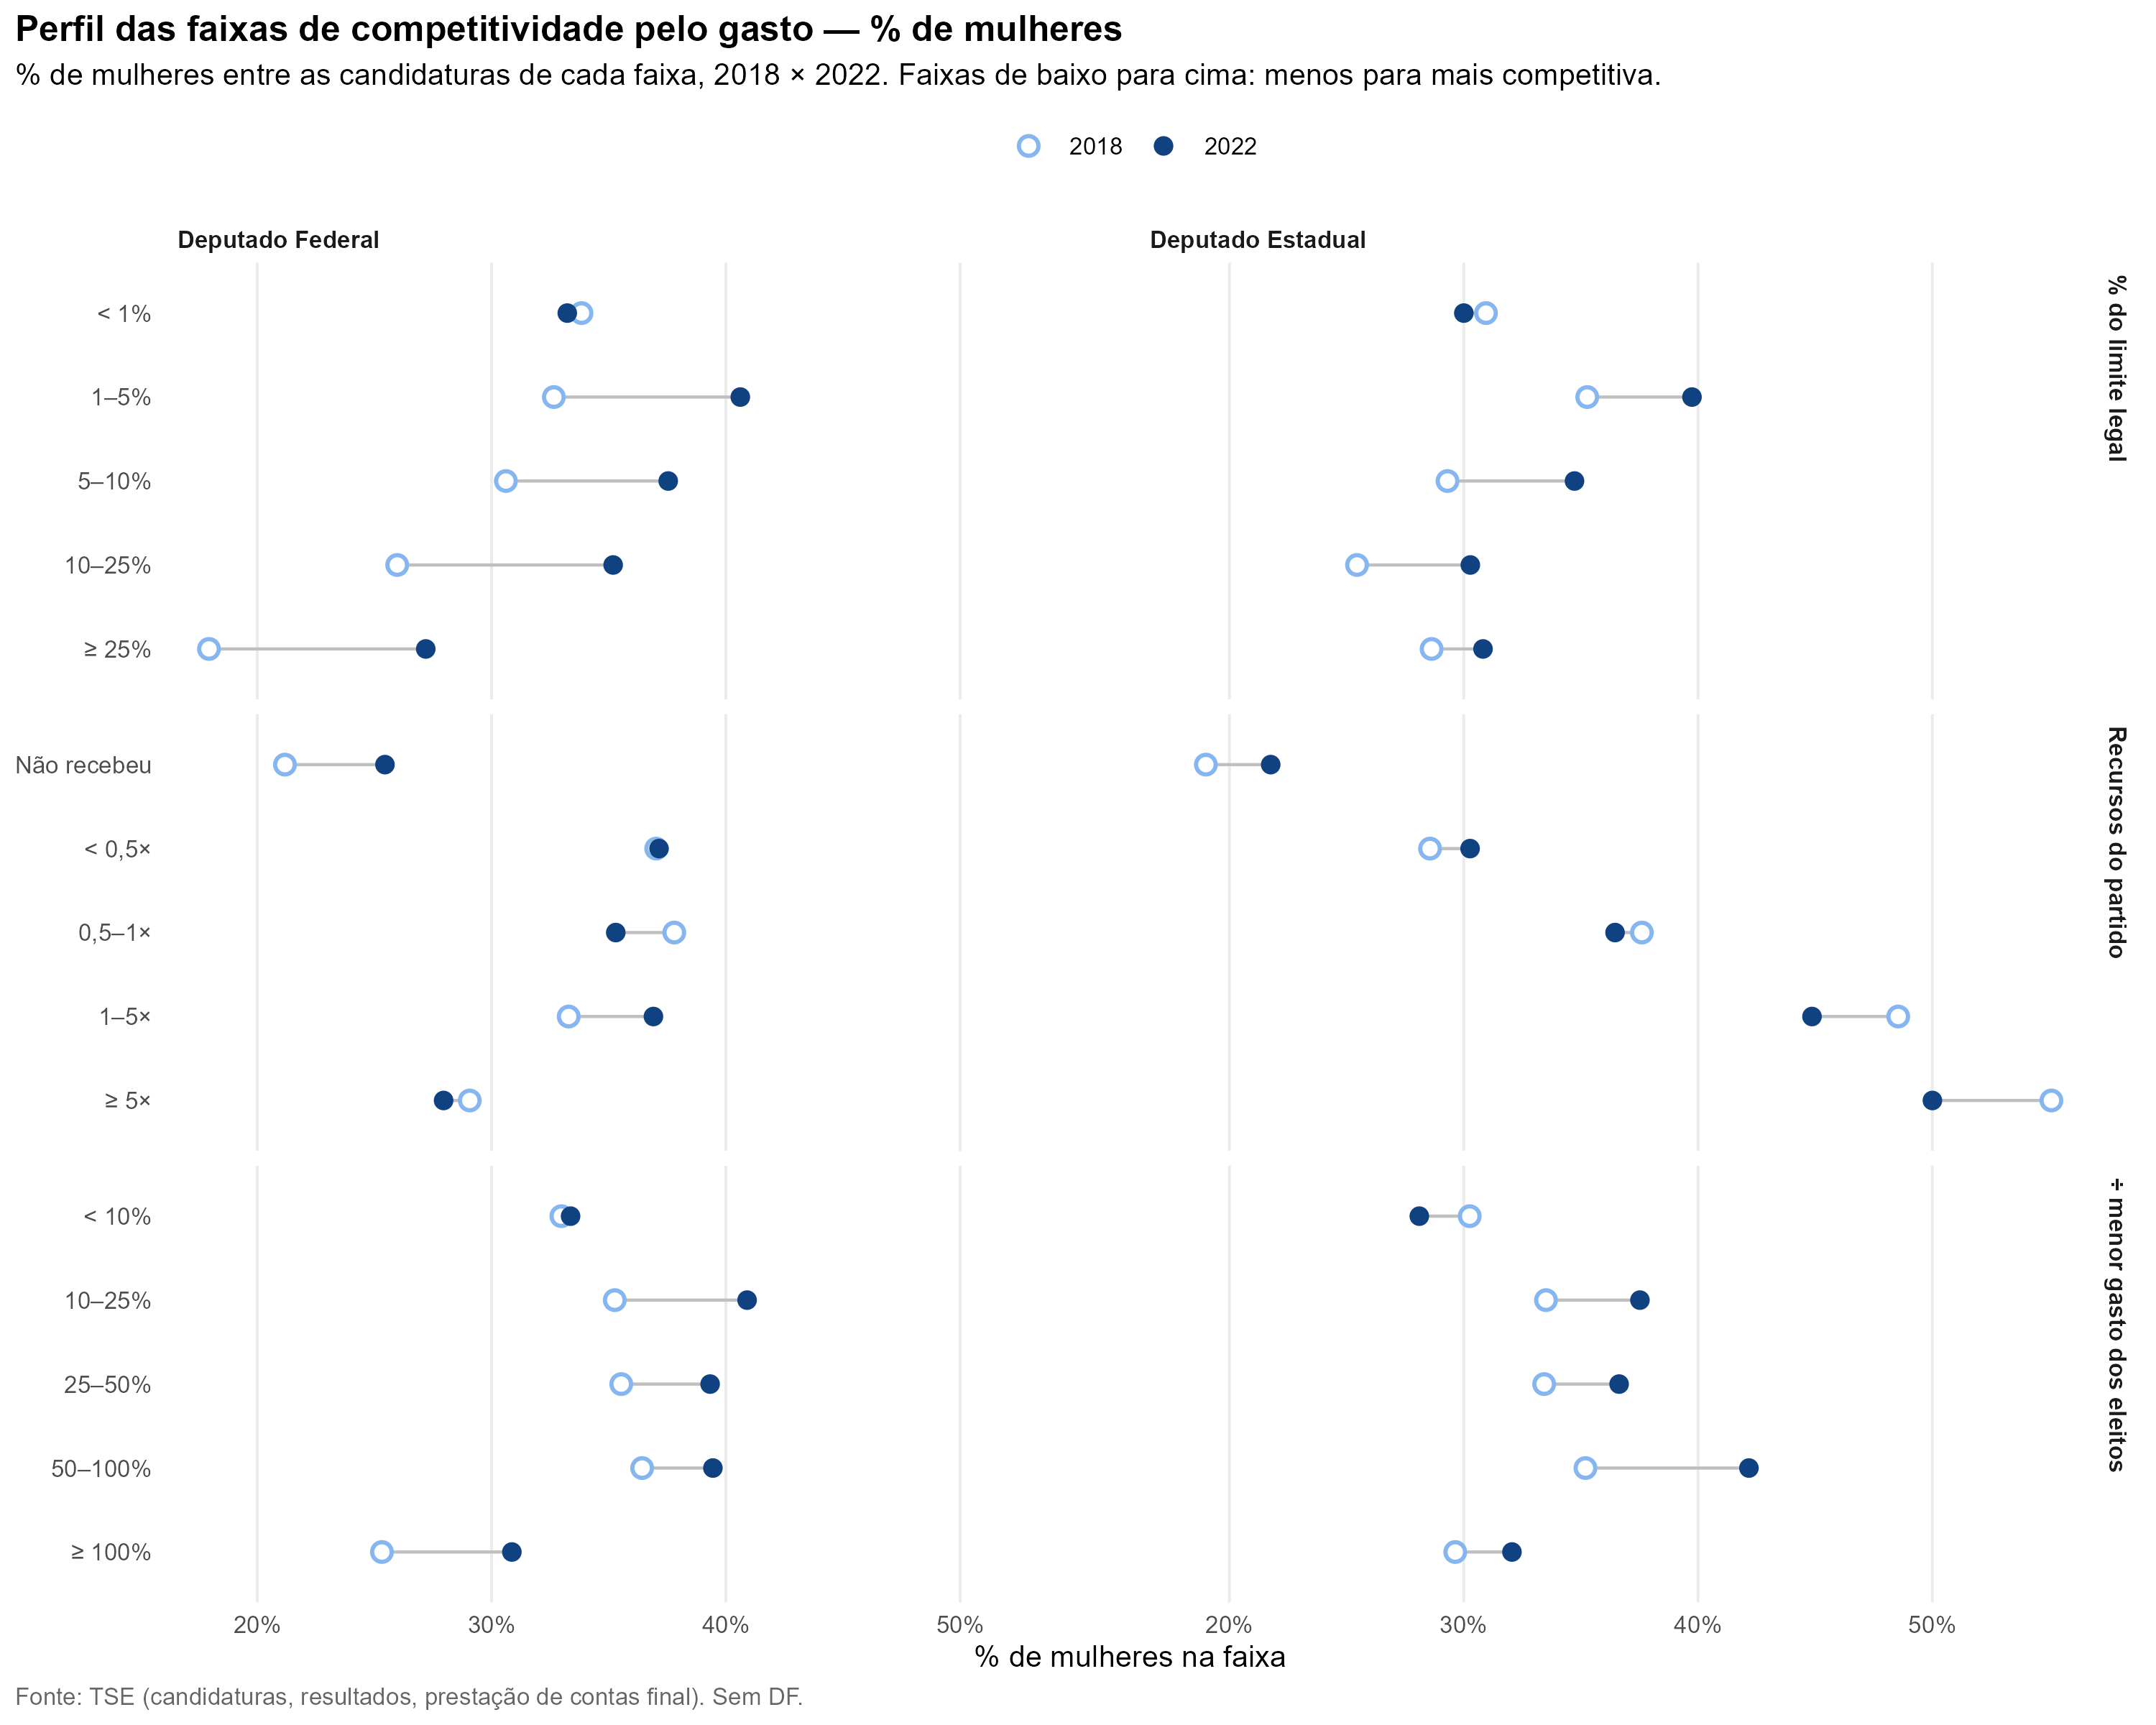 Perfil das faixas de competitividade pelo gasto — % de mulheres
% de mulheres entre as candidaturas de cada faixa, 2018 × 2022. Faixas de baixo para cima: menos para mais competitiva.
2018
2022
Deputado Federal
Deputado Estadual
< 1%
1–5%
5–10%
10–25%
≥ 25%
% do limite legal
Não recebeu
< 0,5×
0,5–1×
1–5×
≥ 5×
Recursos do partido
< 10%
10–25%
25–50%
50–100%
≥ 100%
÷ menor gasto dos eleitos
20%
30%
40%
50%
20%
30%
40%
50%
% de mulheres na faixa
Fonte: TSE (candidaturas, resultados, prestação de contas final). Sem DF.